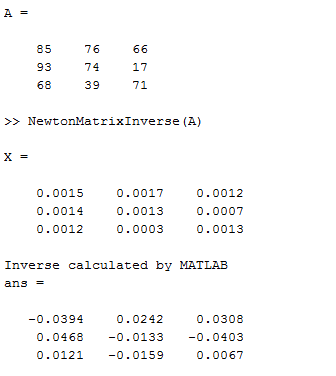 A =
85 76 66
93 74 17
68 39 71
>> NewtonMatrixInverse(A)
X =
0.0015 0.0017 0.0012
0.0014 0.0013 0.0007
0.0012 0.0003 0.0013
Inverse calculated by MATLAB
ans =
-0.0394 0.0242 0.0308
0.0468 -0.0133 -0.0403
0.0121 -0.0159 0.0067